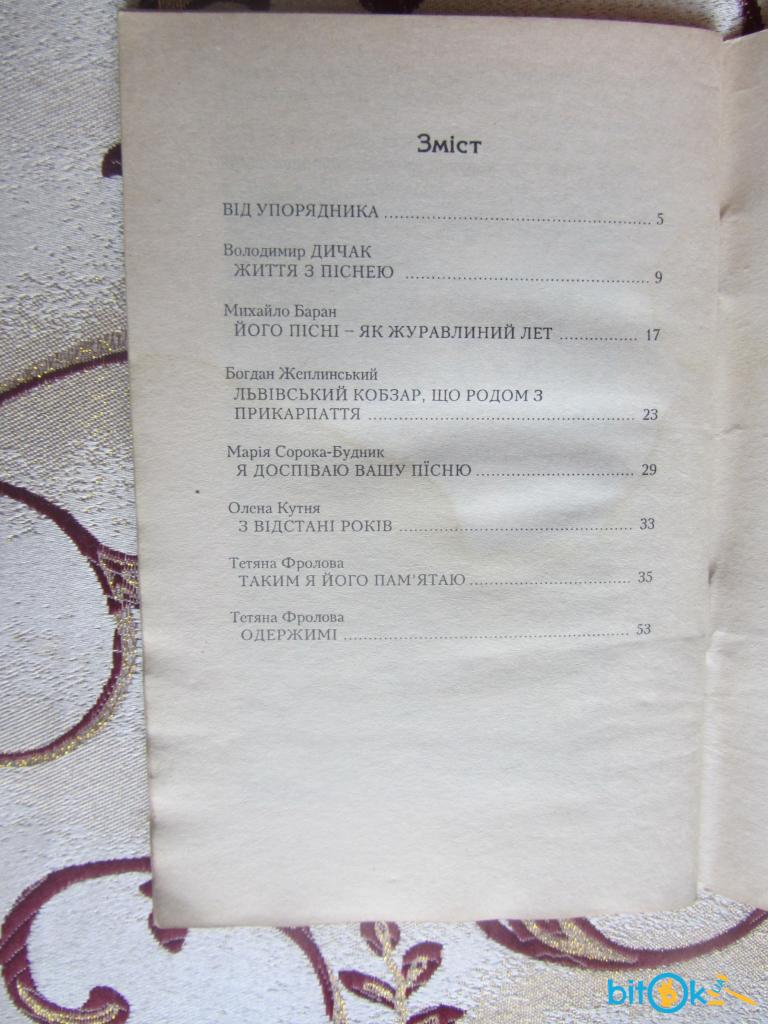 Зміст
ВІД УПОРЯДНИКА ........................................................ 5
Володимир ДИЧАК
ЖИТТЯ З ПІСНЕЮ .................................................... 9
Михайло Баран
ЙОГО ПІСНІ – ЯК ЖУРАВЛИНИЙ ЛЕТ ................ 17
Богдан Жеплинський
ЛЬВІВСЬКИЙ КОБЗАР, ЩО РОДОМ З
ПРИКАРПАТТЯ ........................................................ 23
Марія Сорока-Будник
Я ДОСПІВАЮ ВАШУ ПІСНЮ ................................. 29
Олена Кутня
З ВІДСТАНІ РОКІВ .................................................. 33
Тетяна Фролова
ТАКИМ Я ЙОГО ПАМ'ЯТАЮ .................................. 35
Тетяна Фролова
ОДЕРЖИМІ ............................................................. 53
bitOk